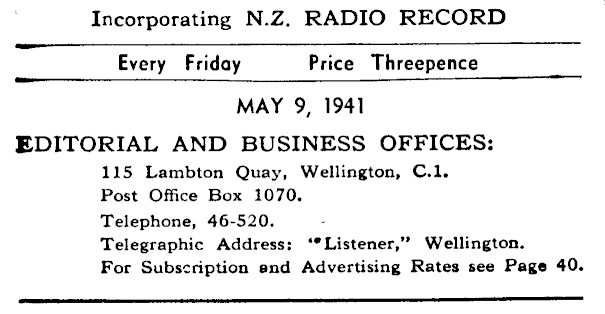 Incorporating N.Z. RADIO RECORD
Every Friday Price Threepence
MAY 9, 1941
EDITORIAL AND BUSINESS OFFICES:
115 Lambton Quay, Wellington, C.1.
Post Office Box 1070.
Telephone, 46-520.
Telegraphic Address: "Listener," Wellington.
For Subscription and Advertising Rates see Page 40.